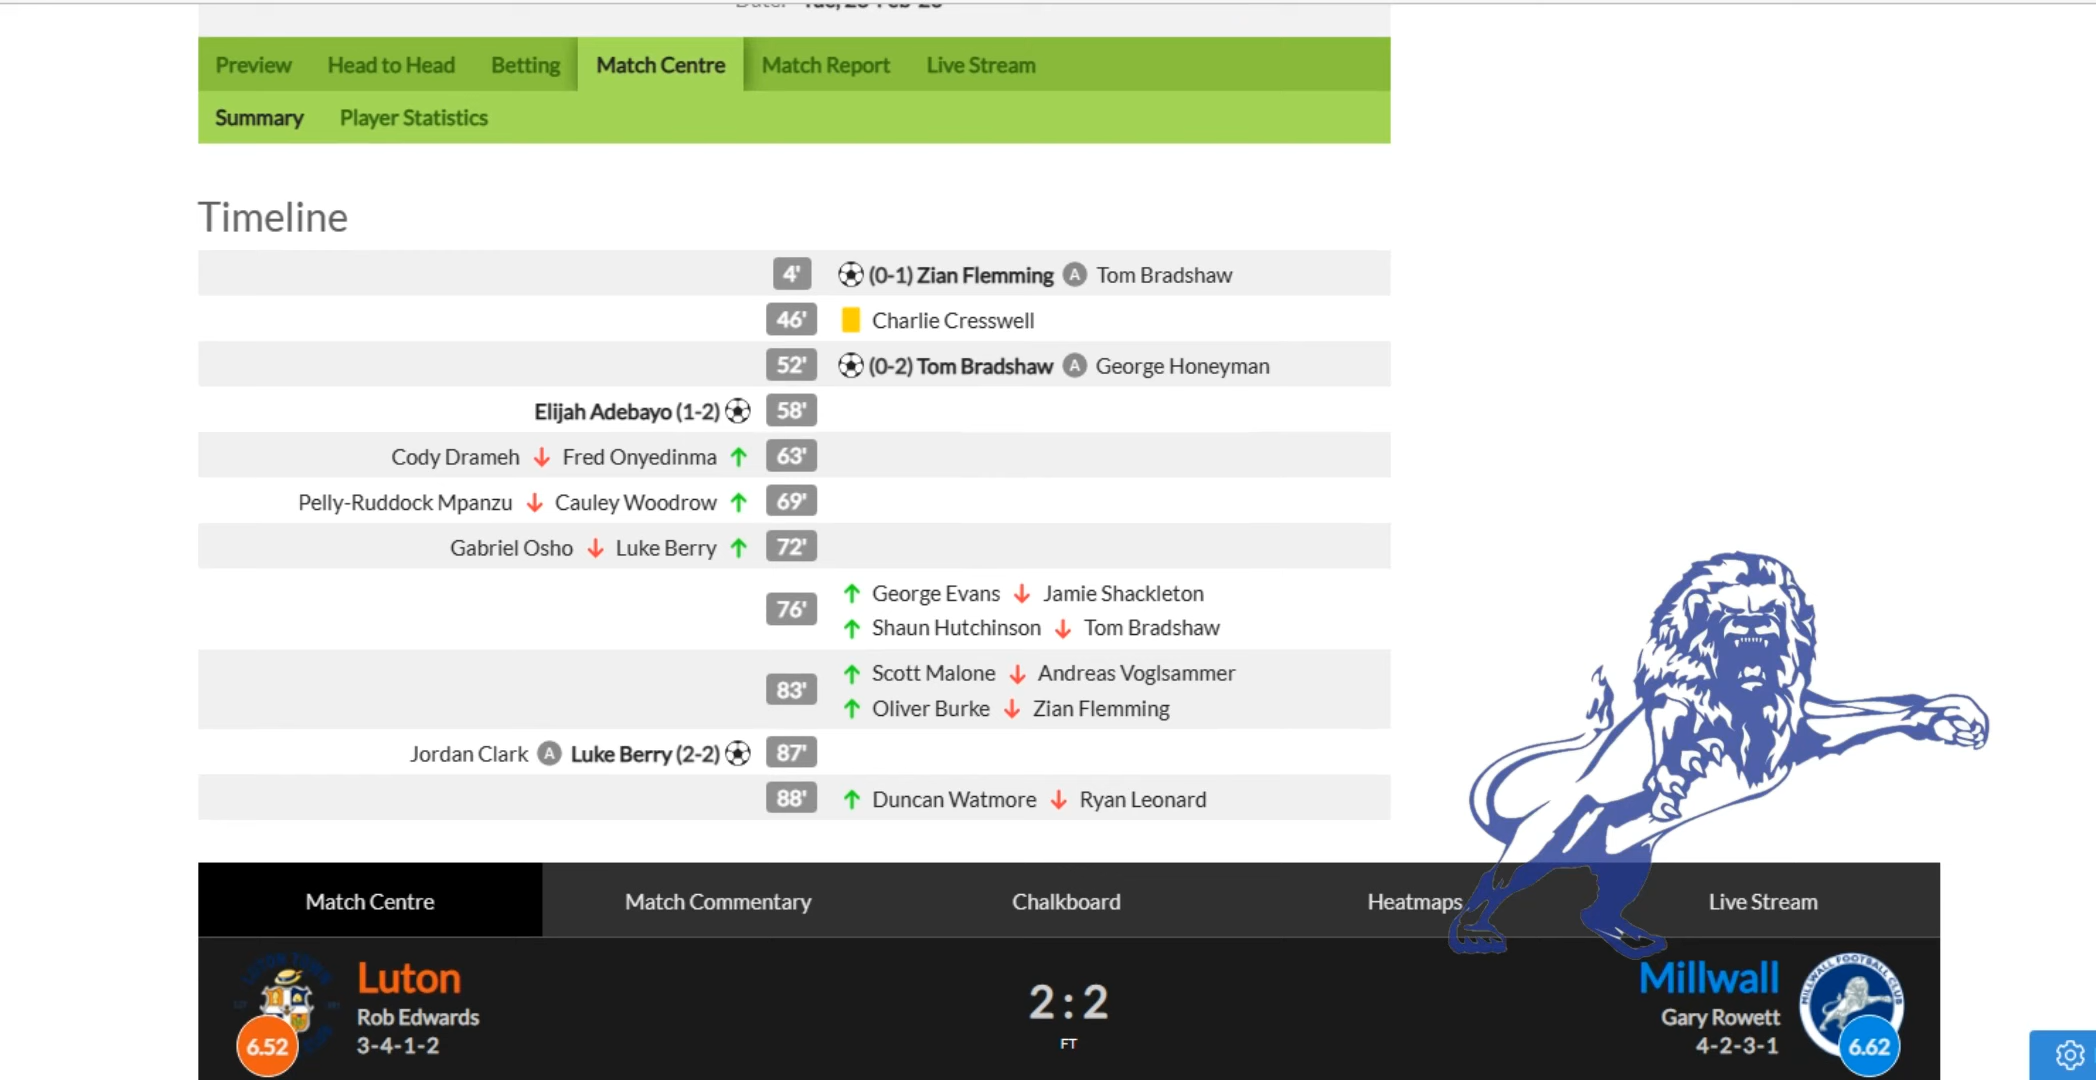 Preview Head to Head Betting Match Centre Match Report Live Stream
Summary Player Statistics
Timeline
4' (0-1) Zian Flemming A Tom Bradshaw
46' Charlie Cresswell
52' (0-2) Tom Bradshaw A George Honeyman
Elijah Adebayo (1-2) 58'
Cody Drameh Fred Onyedinma 63'
Pelly-Ruddock Mpanzu Cauley Woodrow 69'
Gabriel Osho Luke Berry 72'
76' George Evans Jamie Shackleton
Shaun Hutchinson Tom Bradshaw
83' Scott Malone Andreas Voglsammer
Oliver Burke Zian Flemming
Jordan Clark A Luke Berry (2-2) 87'
88' Duncan Watmore Ryan Leonard
Match Centre Match Commentary Chalkboard Heatmaps Live Stream
Luton 2 : 2 Millwall
Rob Edwards FT Gary Rowett
3-4-1-2 4-2-3-1
6.52 6.62
MILLWALL FOOTBALL CLUB